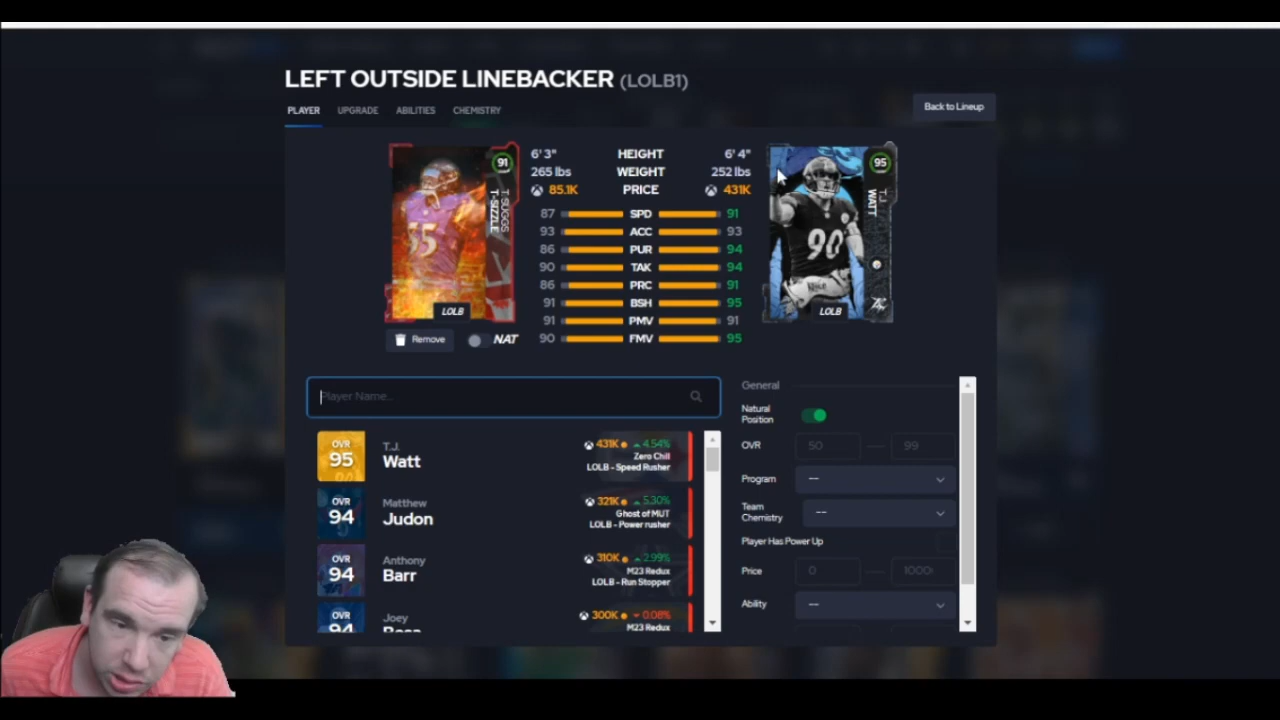 LEFT OUTSIDE LINEBACKER (LOLB1)
PLAYER UPGRADE ABILITIES CHEMISTRY
Back to Lineup
91
T.SUGGS
T-SIZZLE
55
LOLB
6' 3" HEIGHT 6' 4"
265 lbs WEIGHT 252 lbs
85.1K PRICE 431K
87 SPD 91
93 ACC 93
86 PUR 94
90 TAK 94
86 PRC 91
91 BSH 95
91 PMV 91
90 FMV 95
95
T.J.
WATT
90
LOLB
Remove NAT
Player Name...
OVR
95
T.J.
Watt
431K 4.54%
Zero Chill
LOLB - Speed Rusher
OVR
94
Matthew
Judon
321K 5.30%
Ghost of MUT
LOLB - Power rusher
OVR
94
Anthony
Barr
310K 2.99%
M23 Redux
LOLB - Run Stopper
OVR
94
Joey
Bosa
300K 0.08%
M23 Redux
General
Natural
Position
OVR 50 — 99
Program --
Team
Chemistry --
Player Has Power Up
Price 0 — 1000
Ability --